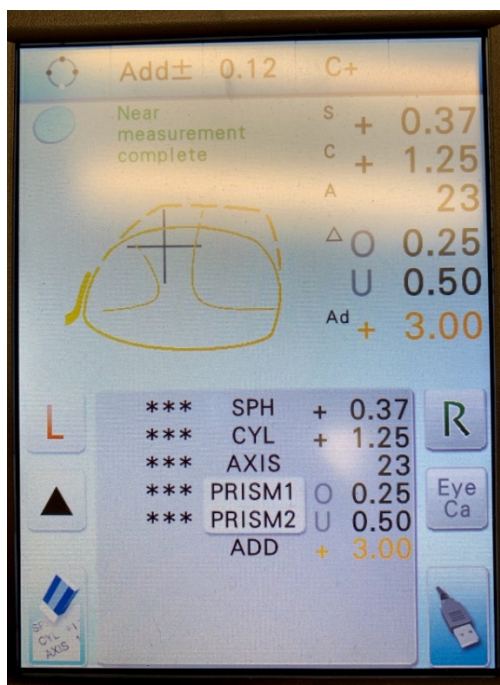 Add± 0.12 C+
Near
measurement
complete
S + 0.37
C + 1.25
A 23
△ O 0.25
U 0.50
Ad + 3.00
L
R
*** SPH + 0.37
*** CYL + 1.25
*** AXIS 23
*** PRISM1 O 0.25
*** PRISM2 U 0.50
ADD + 3.00
▲
Eye
Ca
CYL
AXIS